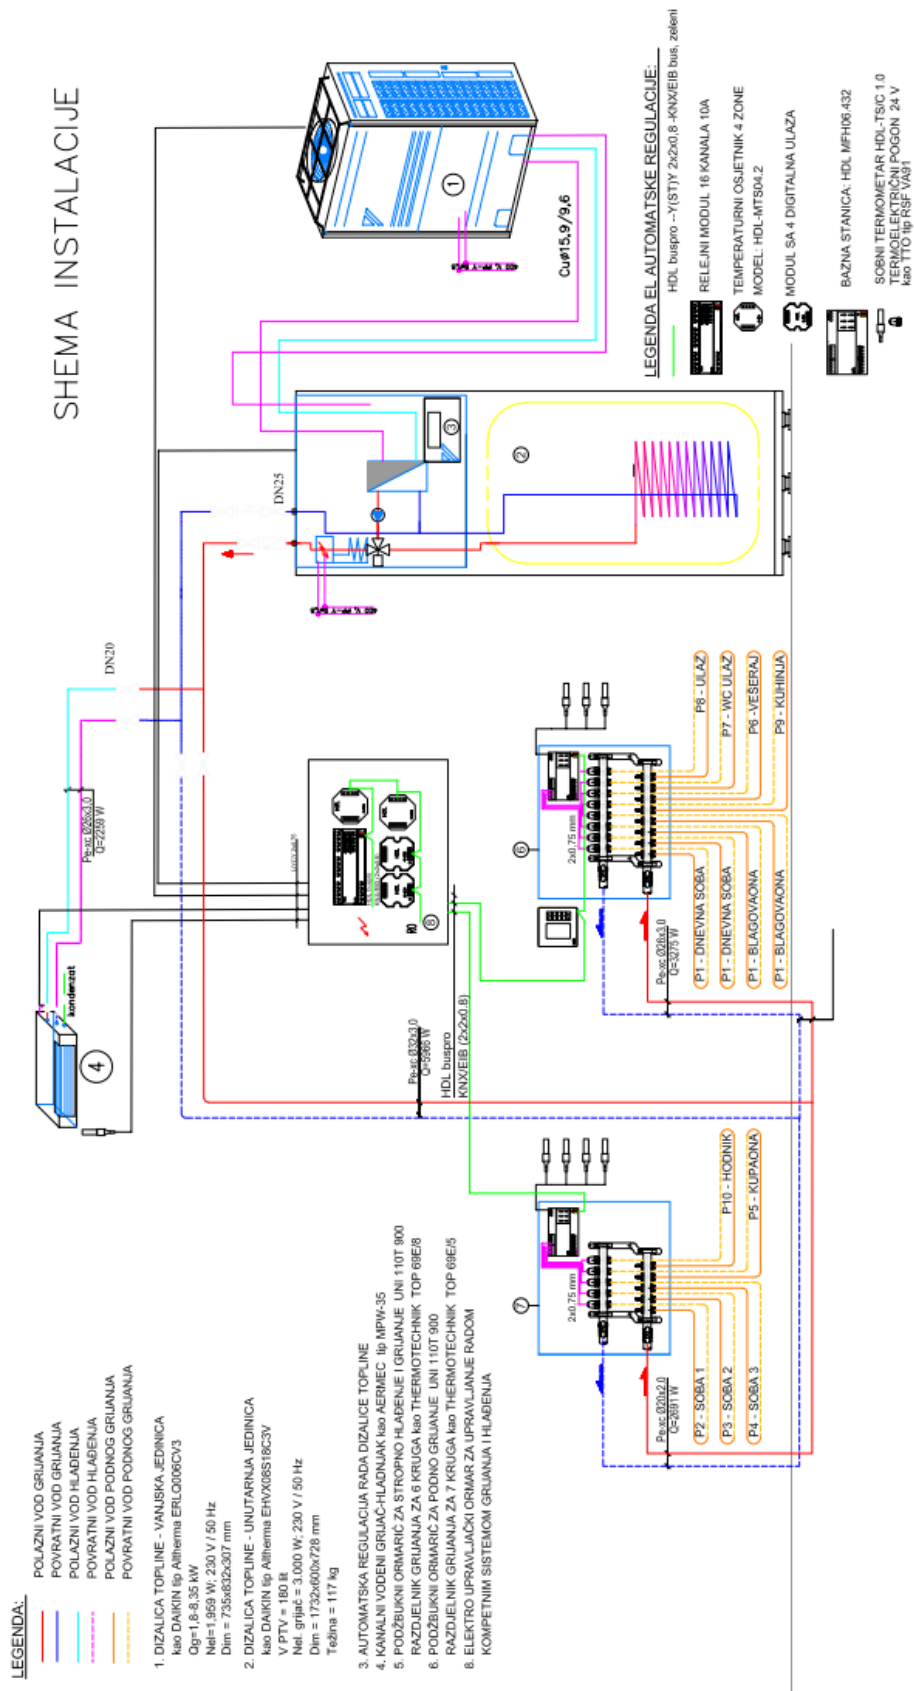 SHEMA INSTALACIJE
LEGENDA:
POLAZNI VOD GRIJANJA
POVRATNI VOD GRIJANJA
POLAZNI VOD HLAĐENJA
POVRATNI VOD HLAĐENJA
POLAZNI VOD PODNOG GRIJANJA
POVRATNI VOD PODNOG GRIJANJA
1. DIZALICA TOPLINE - VANJSKA JEDINICA
kao DAIKIN tip Altherma ERLQ006CV3
Qg=1,8-8,35 kW
Nel=1,959 W; 230 V / 50 Hz
Dim = 735x832x307 mm
2. DIZALICA TOPLINE - UNUTARNJA JEDINICA
kao DAIKIN tip Altherma EHVX08S18C3V
V PTV = 180 lit
Nel. grijač = 3.000 W; 230 V / 50 Hz
Dim = 1732x600x728 mm
Težina = 117 kg
3. AUTOMATSKA REGULACIJA RADA DIZALICE TOPLINE
4. KANALNI VODENI GRIJAČ-HLADNJAK kao AERMEC tip MPW-35
5. PODŽBUKNI ORMARIĆ ZA STROPNO HLAĐENJE I GRIJANJE UNI 110T 900
RAZDJELNIK GRIJANJA ZA 6 KRUGA kao THERMOTECHNIK TOP 69E/8
6. PODŽBUKNI ORMARIĆ ZA PODNO GRIJANJE UNI 110T 900
RAZDJELNIK GRIJANJA ZA 7 KRUGA kao THERMOTECHNIK TOP 69E/5
8. ELEKTRO UPRAVLJAČKI ORMAR ZA UPRAVLJANJE RADOM
KOMPETNIM SISTEMOM GRIJANJA I HLAĐENJA
4
kondenzat
Pe-xc Ø26x3,0
Q=2259 W
DN20
DN25
1
2
3
Cuø15,9/9,6
8
RO
Pe-xc Ø32x3,0
Q=5966 W
HDL buspro
KNX/EIB (2x2x0.8)
7
2x0,75 mm
Pe-xc Ø20x2,0
Q=2691 W
P2 - SOBA 1
P3 - SOBA 2
P4 - SOBA 3
P10 - HODNIK
P5 - KUPAONA
6
2x0,75 mm
Pe-xc Ø26x3,0
Q=3275 W
P1 - DNEVNA SOBA
P1 - DNEVNA SOBA
P1 - BLAGOVAONA
P1 - BLAGOVAONA
P8 - ULAZ
P7 - WC ULAZ
P6 -VEŠERAJ
P9 - KUHINJA
LEGENDA EL AUTOMATSKE REGULACIJE:
HDL buspro --Y(ST)Y 2x2x0,8 -KNX/EIB bus, zeleni
RELEJNI MODUL 16 KANALA 10A
TEMPERATURNI OSJETNIK 4 ZONE
MODEL: HDL-MTS04.2
MODUL SA 4 DIGITALNA ULAZA
BAZNA STANICA: HDL MFH06.432
SOBNI TERMOMETAR HDL-TS/C 1.0
TERMOELEKTRIČNI POGON 24 V
kao TTO tip RSF VA91